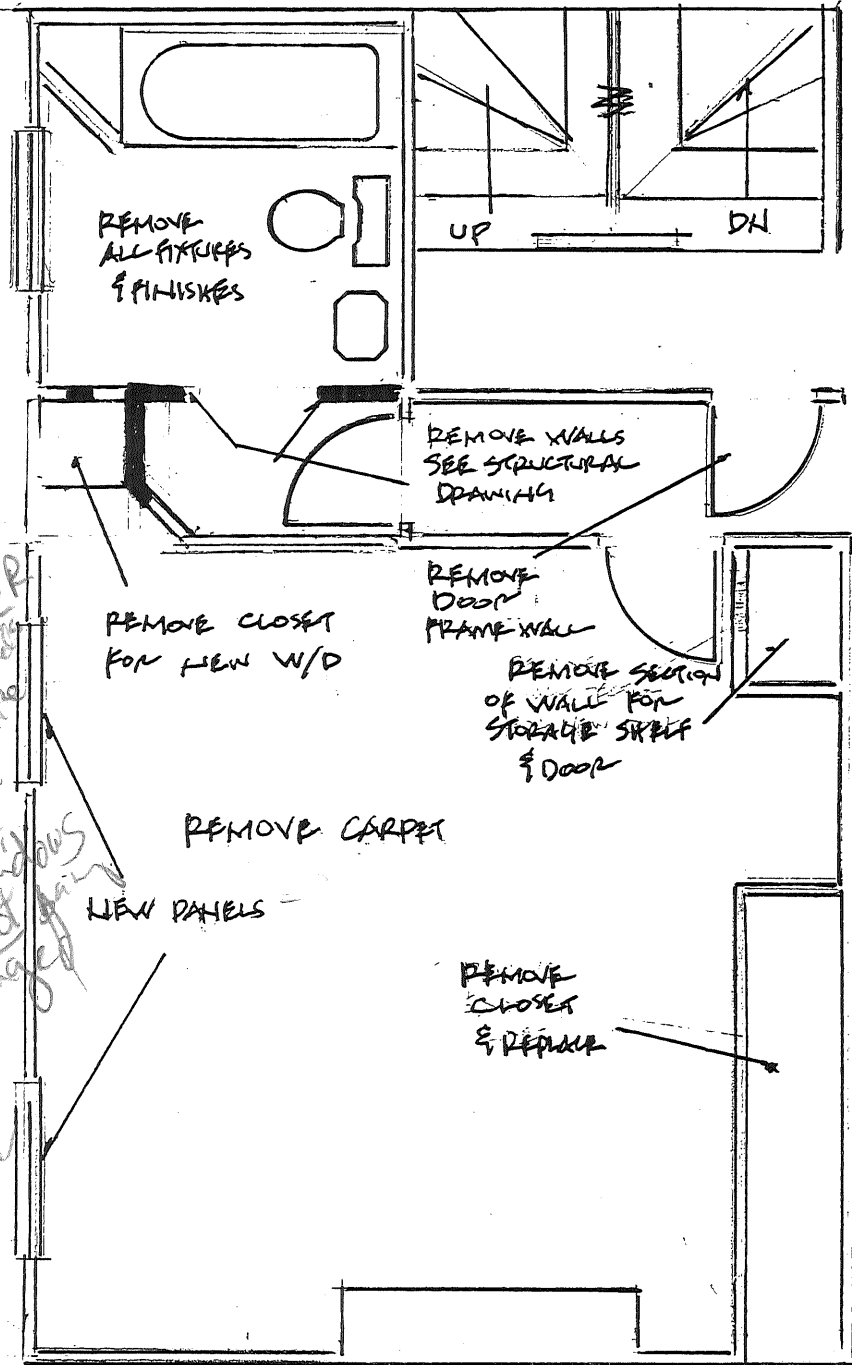 REMOVE
ALL FIXTURES
& FINISHES
UP
DN
REMOVE WALLS
SEE STRUCTURAL
DRAWING
REMOVE
DOOR
FRAME WALL
REMOVE CLOSET
FOR NEW W/D
REMOVE SECTION
OF WALL FOR
STORAGE SHELF
& DOOR
REMOVE CARPET
NEW PANELS
REMOVE
CLOSET
& REPLACE